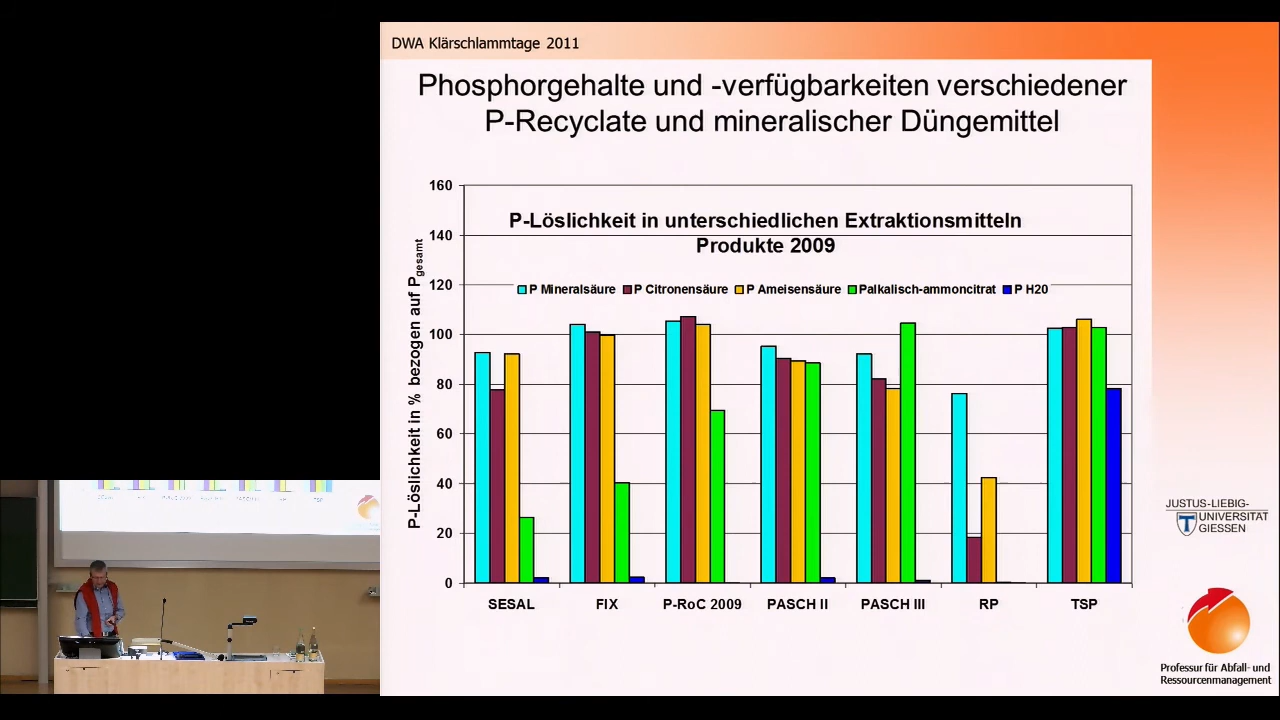 DWA Klärschlammtage 2011
Phosphorgehalte und -verfügbarkeiten verschiedener
P-Recyclate und mineralischer Düngemittel
160
140
120
100
80
60
40
20
0
P-Löslichkeit in % bezogen auf Pgesamt
P-Löslichkeit in unterschiedlichen Extraktionsmitteln
Produkte 2009
P Mineralsäure P Citronensäure P Ameisensäure Palkalisch-ammoncitrat P H20
SESAL FIX P-RoC 2009 PASCH II PASCH III RP TSP
JUSTUS-LIEBIG-
UNIVERSITAT
GIESSEN
Professur für Abfall- und
Ressourcenmanagement